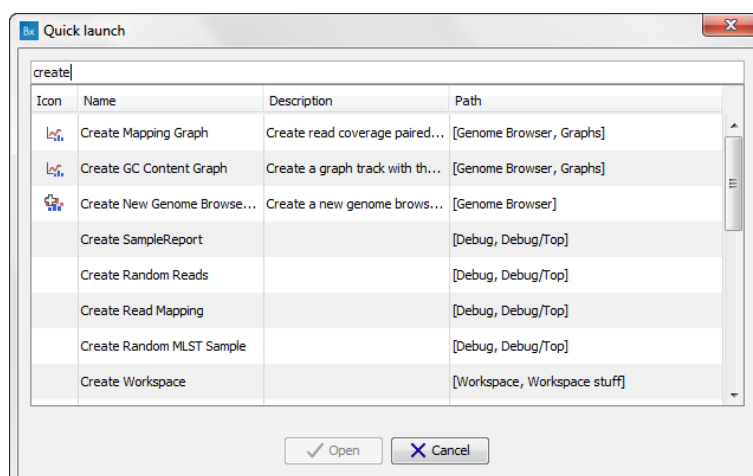 Bx Quick launch
create
Icon Name Description Path
Create Mapping Graph Create read coverage paired... [Genome Browser, Graphs]
Create GC Content Graph Create a graph track with th... [Genome Browser, Graphs]
Create New Genome Browse... Create a new genome brows... [Genome Browser]
Create SampleReport [Debug, Debug/Top]
Create Random Reads [Debug, Debug/Top]
Create Read Mapping [Debug, Debug/Top]
Create Random MLST Sample [Debug, Debug/Top]
Create Workspace [Workspace, Workspace stuff]
Open Cancel